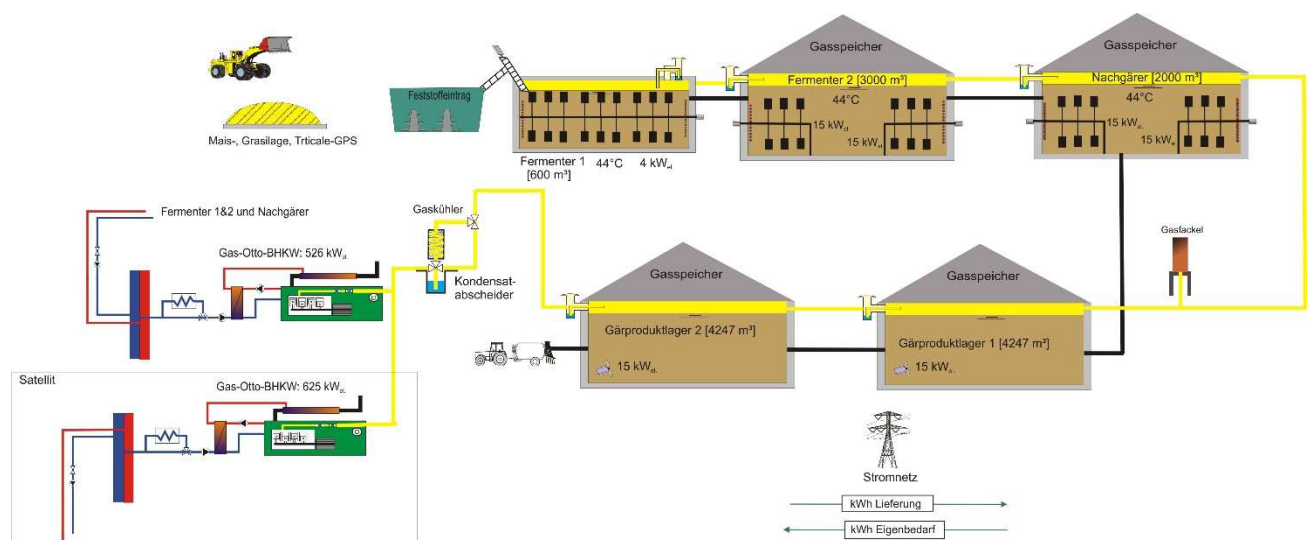 Gasspeicher
Gasspeicher
Feststoffeintrag
Fermenter 2 [3000 m³]
Nachgärer [2000 m³]
44°C
44°C
15 kWel.
15 kWel.
15 kWel.
15 kWel.
Mais-, Grasilage, Trticale-GPS
Fermenter 1
[600 m³]
44°C
4 kWel.
Fermenter 1&2 und Nachgärer
Gaskühler
Gasfackel
Gas-Otto-BHKW: 526 kWel.
Kondensat-
abscheider
Gasspeicher
Gasspeicher
Gärproduktlager 2 [4247 m³]
Gärproduktlager 1 [4247 m³]
15 kWel.
15 kWel.
Satellit
Gas-Otto-BHKW: 625 kWel.
Stromnetz
kWh Lieferung
kWh Eigenbedarf